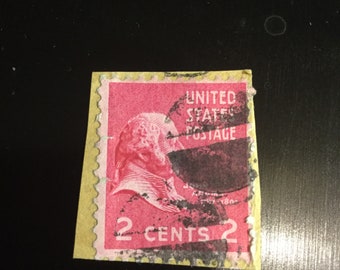 UNITED
STATES
POSTAGE
2 CENTS 2